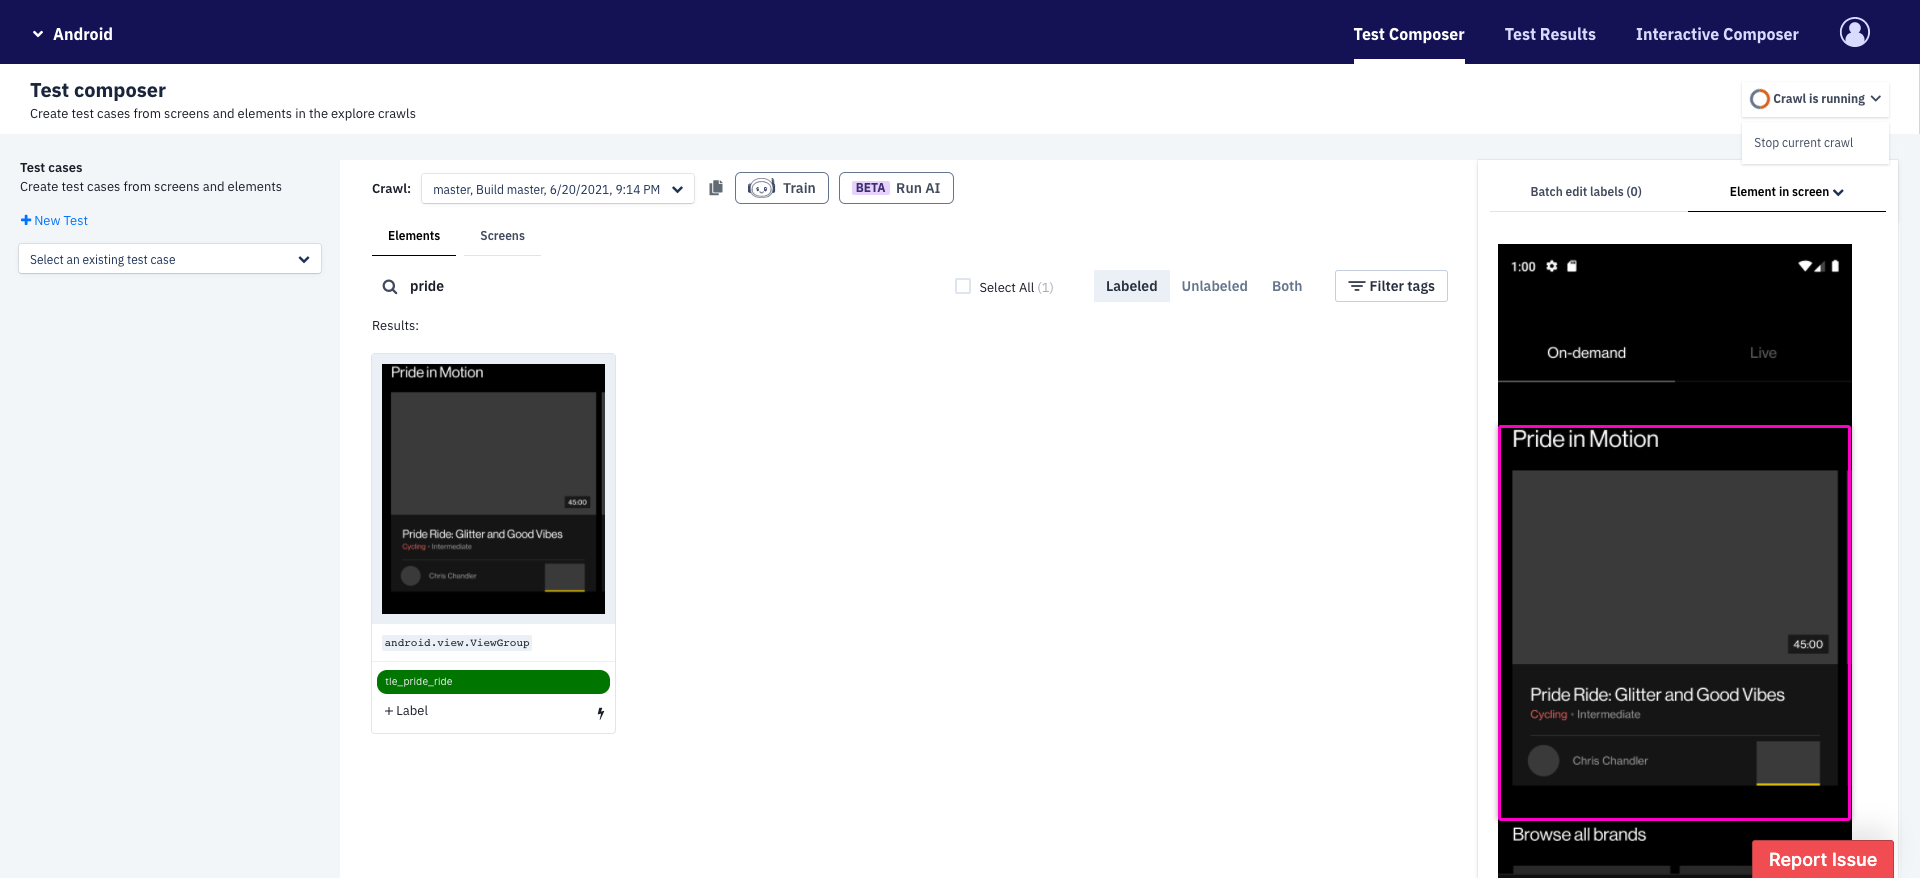 Android
Test Composer
Test Results
Interactive Composer
Test composer
Create test cases from screens and elements in the explore crawls
Crawl is running
Stop current crawl
Test cases
Create test cases from screens and elements
New Test
Select an existing test case
Crawl:
master, Build master, 6/20/2021, 9:14 PM
Train
BETA Run AI
Elements
Screens
pride
Select All (1)
Labeled
Unlabeled
Both
Filter tags
Results:
Pride in Motion
45:00
Pride Ride: Glitter and Good Vibes
Cycling · Intermediate
Chris Chandler
android.view.ViewGroup
tie_pride_ride
+ Label
Batch edit labels (0)
Element in screen
1:00
On-demand
Live
Pride in Motion
45:00
Pride Ride: Glitter and Good Vibes
Cycling · Intermediate
Chris Chandler
Browse all brands
Report Issue